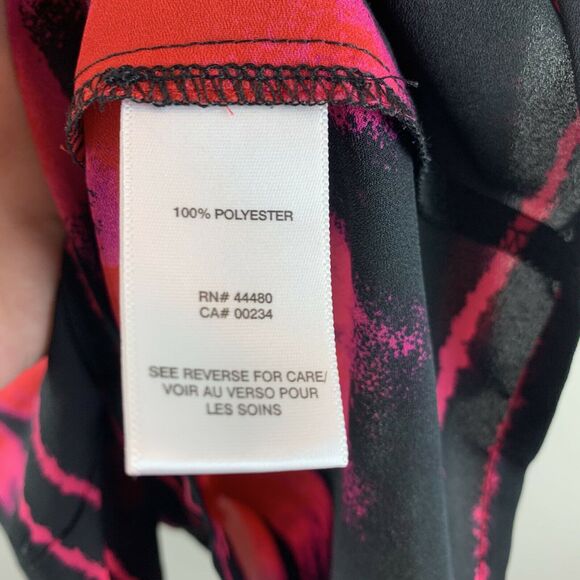 100% POLYESTER
RN# 44480
CA# 00234
SEE REVERSE FOR CARE/
VOIR AU VERSO POUR
LES SOINS